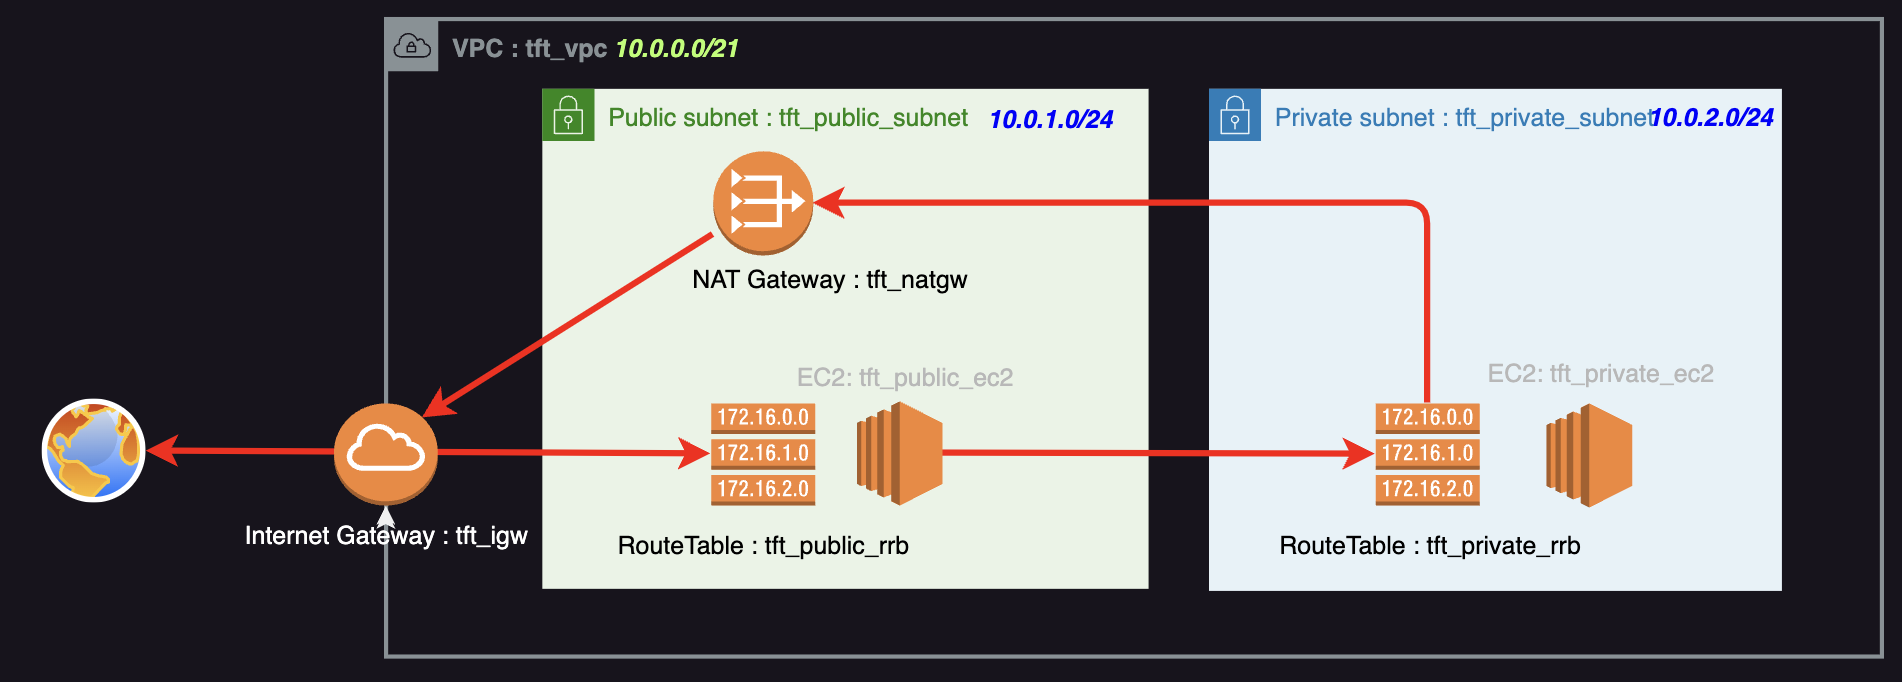 VPC : tft_vpc 10.0.0.0/21
Public subnet : tft_public_subnet 10.0.1.0/24
Private subnet : tft_private_subnet 10.0.2.0/24
NAT Gateway : tft_natgw
EC2: tft_public_ec2
EC2: tft_private_ec2
172.16.0.0
172.16.1.0
172.16.2.0
172.16.0.0
172.16.1.0
172.16.2.0
Internet Gateway : tft_igw
RouteTable : tft_public_rrb
RouteTable : tft_private_rrb